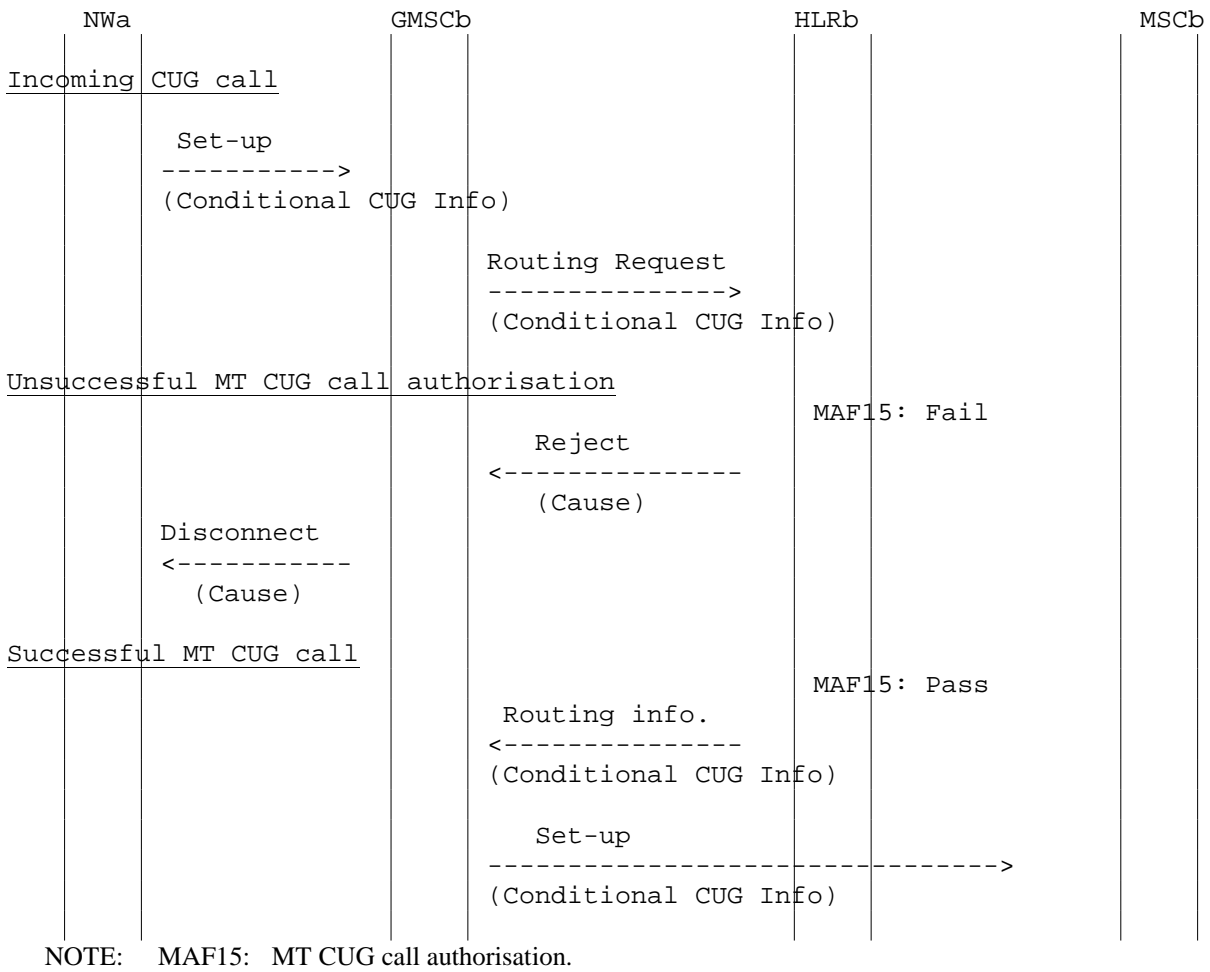 NWa GMSCb HLRb MSCb
Incoming CUG call
Set-up
----------->
(Conditional CUG Info)
Routing Request
--------------->
(Conditional CUG Info)
Unsuccessful MT CUG call authorisation
MAF15: Fail
Reject
<---------------
(Cause)
Disconnect
<-----------
(Cause)
Successful MT CUG call
MAF15: Pass
Routing info.
<---------------
(Conditional CUG Info)
Set-up
-------------------------------->
(Conditional CUG Info)
NOTE: MAF15: MT CUG call authorisation.